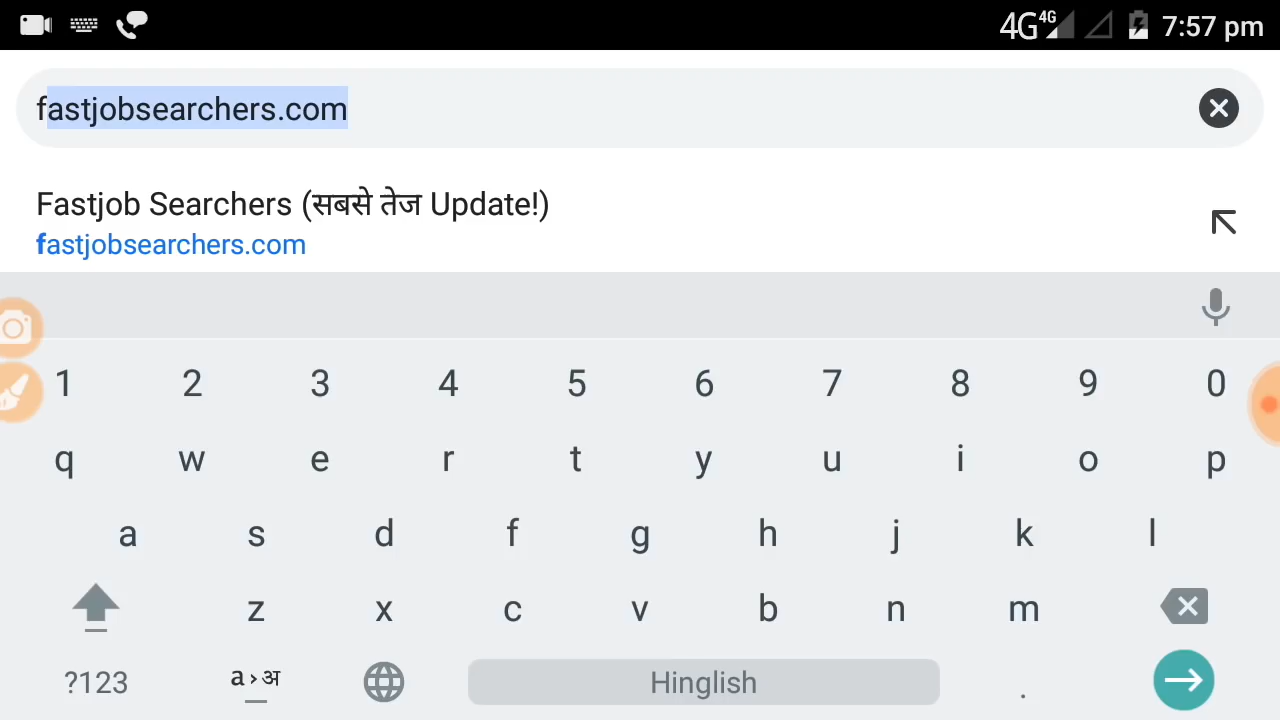 4G 4G 7:57 pm
fastjobsearchers.com
Fastjob Searchers (सबसे तेज Update!)
fastjobsearchers.com
1 2 3 4 5 6 7 8 9 0
q w e r t y u i o p
a s d f g h j k l
z x c v b n m
?123 a›अ Hinglish .